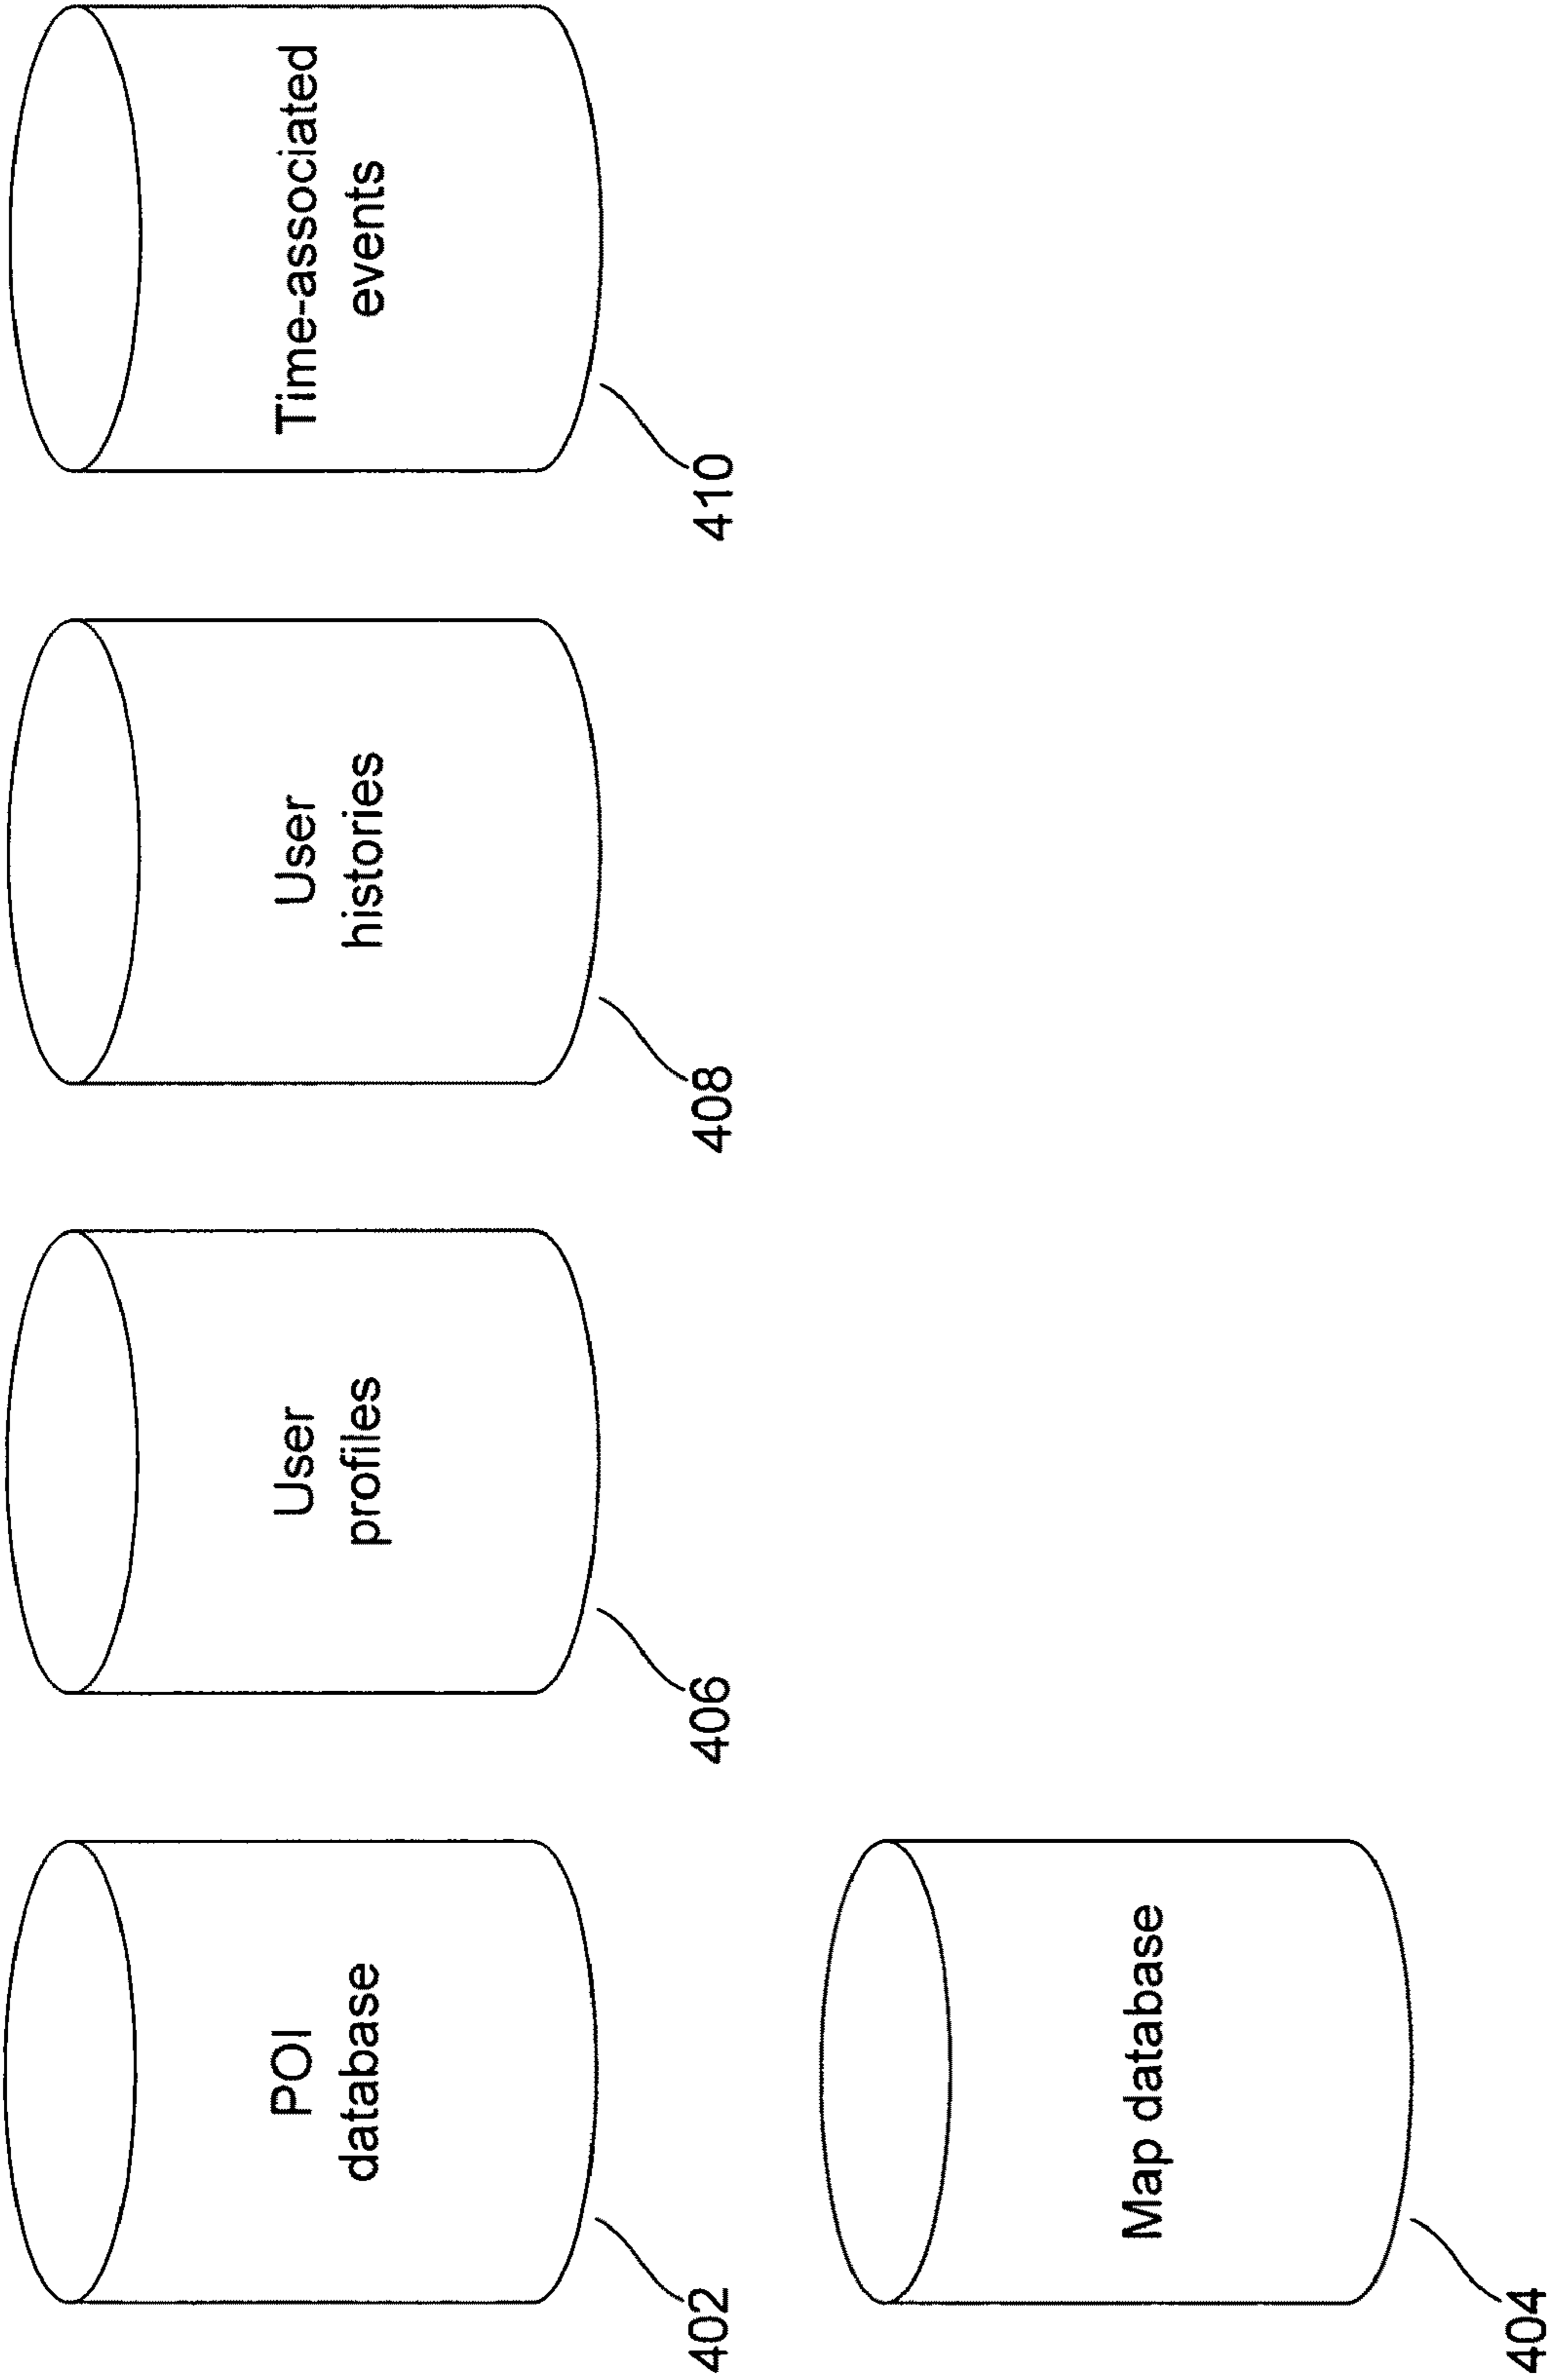 POI
database
402
User
profiles
406
User
histories
408
Time-associated
events
410
Map database
404